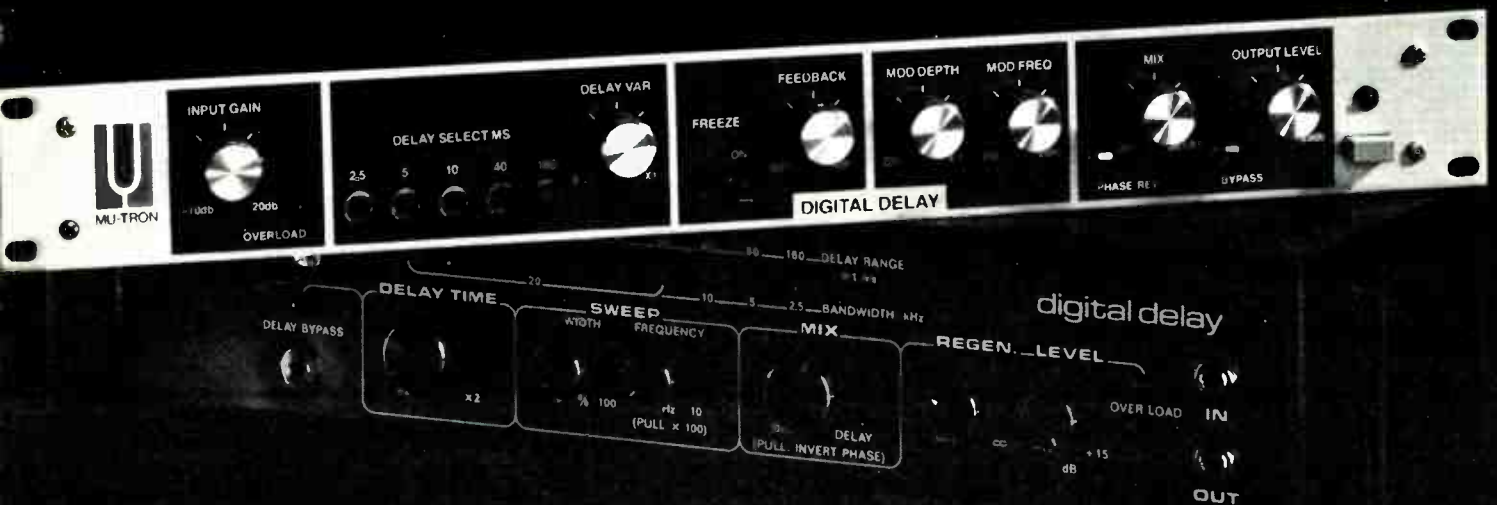 MU-TRON
INPUT GAIN
-10db 20db
OVERLOAD
DELAY SELECT MS
2.5 5 10 40 160
DELAY VAR
X1
FREEZE
ON
FEEDBACK
MOD DEPTH MOD FREQ
MIX
PHASE REV
OUTPUT LEVEL
BYPASS
DIGITAL DELAY
80 160 DELAY RANGE
20 10 5 2.5 BANDWIDTH kHz
digital delay
DELAY BYPASS
DELAY TIME
X2
SWEEP
WIDTH FREQUENCY
% 100 Hz 10
(PULL X 100)
MIX
DELAY
(PULL. INVERT PHASE)
REGEN. LEVEL
∞
OVER LOAD
+15
dB
IN
OUT